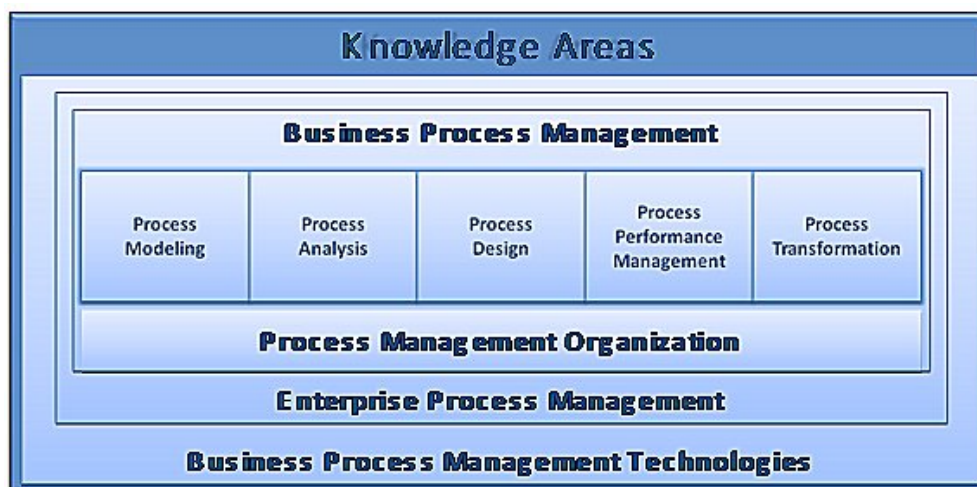 Knowledge Areas
Business Process Management
Process
Modeling
Process
Analysis
Process
Design
Process
Performance
Management
Process
Transformation
Process Management Organization
Enterprise Process Management
Business Process Management Technologies